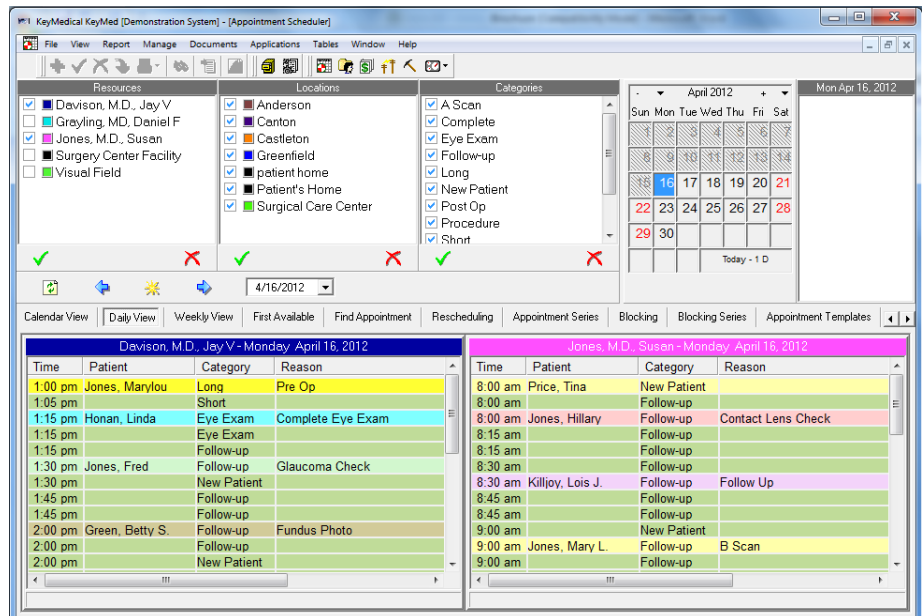 KeyMedical KeyMed [Demonstration System] - [Appointment Scheduler]
File View Report Manage Documents Applications Tables Window Help
Resources
Davison, M.D., Jay V
Grayling, MD, Daniel F
Jones, M.D., Susan
Surgery Center Facility
Visual Field
Locations
Anderson
Canton
Castleton
Greenfield
patient home
Patient's Home
Surgical Care Center
Categories
A Scan
Complete
Eye Exam
Follow-up
Long
New Patient
Post Op
Procedure
Short
- April 2012 +
Sun Mon Tue Wed Thu Fri Sat
1 2 3 4 5 6 7
8 9 10 11 12 13 14
15 16 17 18 19 20 21
22 23 24 25 26 27 28
29 30
Today - 1 D
Mon Apr 16, 2012
4/16/2012
Calendar View Daily View Weekly View First Available Find Appointment Rescheduling Appointment Series Blocking Blocking Series Appointment Templates
Davison, M.D., Jay V - Monday April 16, 2012
Time Patient Category Reason
1:00 pm Jones, Marylou Long Pre Op
1:05 pm Short
1:15 pm Honan, Linda Eye Exam Complete Eye Exam
1:15 pm Eye Exam
1:15 pm Follow-up
1:30 pm Jones, Fred Follow-up Glaucoma Check
1:30 pm New Patient
1:45 pm Follow-up
1:45 pm Follow-up
2:00 pm Green, Betty S. Follow-up Fundus Photo
2:00 pm Follow-up
2:00 pm New Patient
Jones, M.D., Susan - Monday April 16, 2012
Time Patient Category Reason
8:00 am Price, Tina New Patient
8:00 am Follow-up
8:00 am Jones, Hillary Follow-up Contact Lens Check
8:15 am Follow-up
8:15 am Follow-up
8:30 am Follow-up
8:30 am Killjoy, Lois J. Follow-up Follow Up
8:45 am Follow-up
8:45 am Follow-up
9:00 am New Patient
9:00 am Jones, Mary L. Follow-up B Scan
9:00 am Follow-up